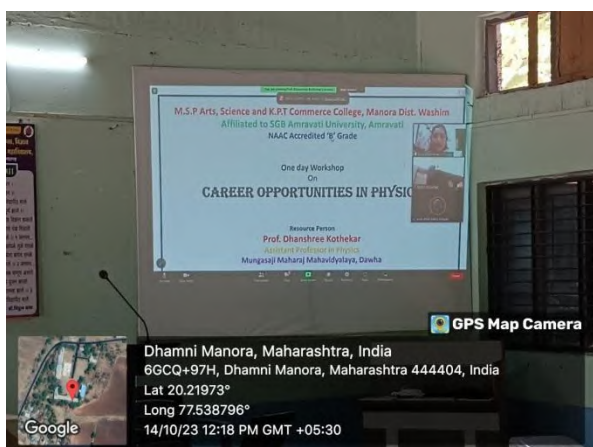 M.S.P Arts, Science and K.P.T Commerce College, Manora Dist. Washim
Affiliated to SGB Amravati University, Amravati
NAAC Accredited 'B' Grade
One day Workshop
On
CAREER OPPORTUNITIES IN PHYSIC
Resource Person
Prof. Dhanshree Kothekar
Assistant Professor in Physics
Mungasaji Maharaj Mahavidyalaya, Dawha
GPS Map Camera
Dhamni Manora, Maharashtra, India
6GCQ+97H, Dhamni Manora, Maharashtra 444404, India
Lat 20.21973°
Long 77.538796°
14/10/23 12:18 PM GMT +05:30
Google